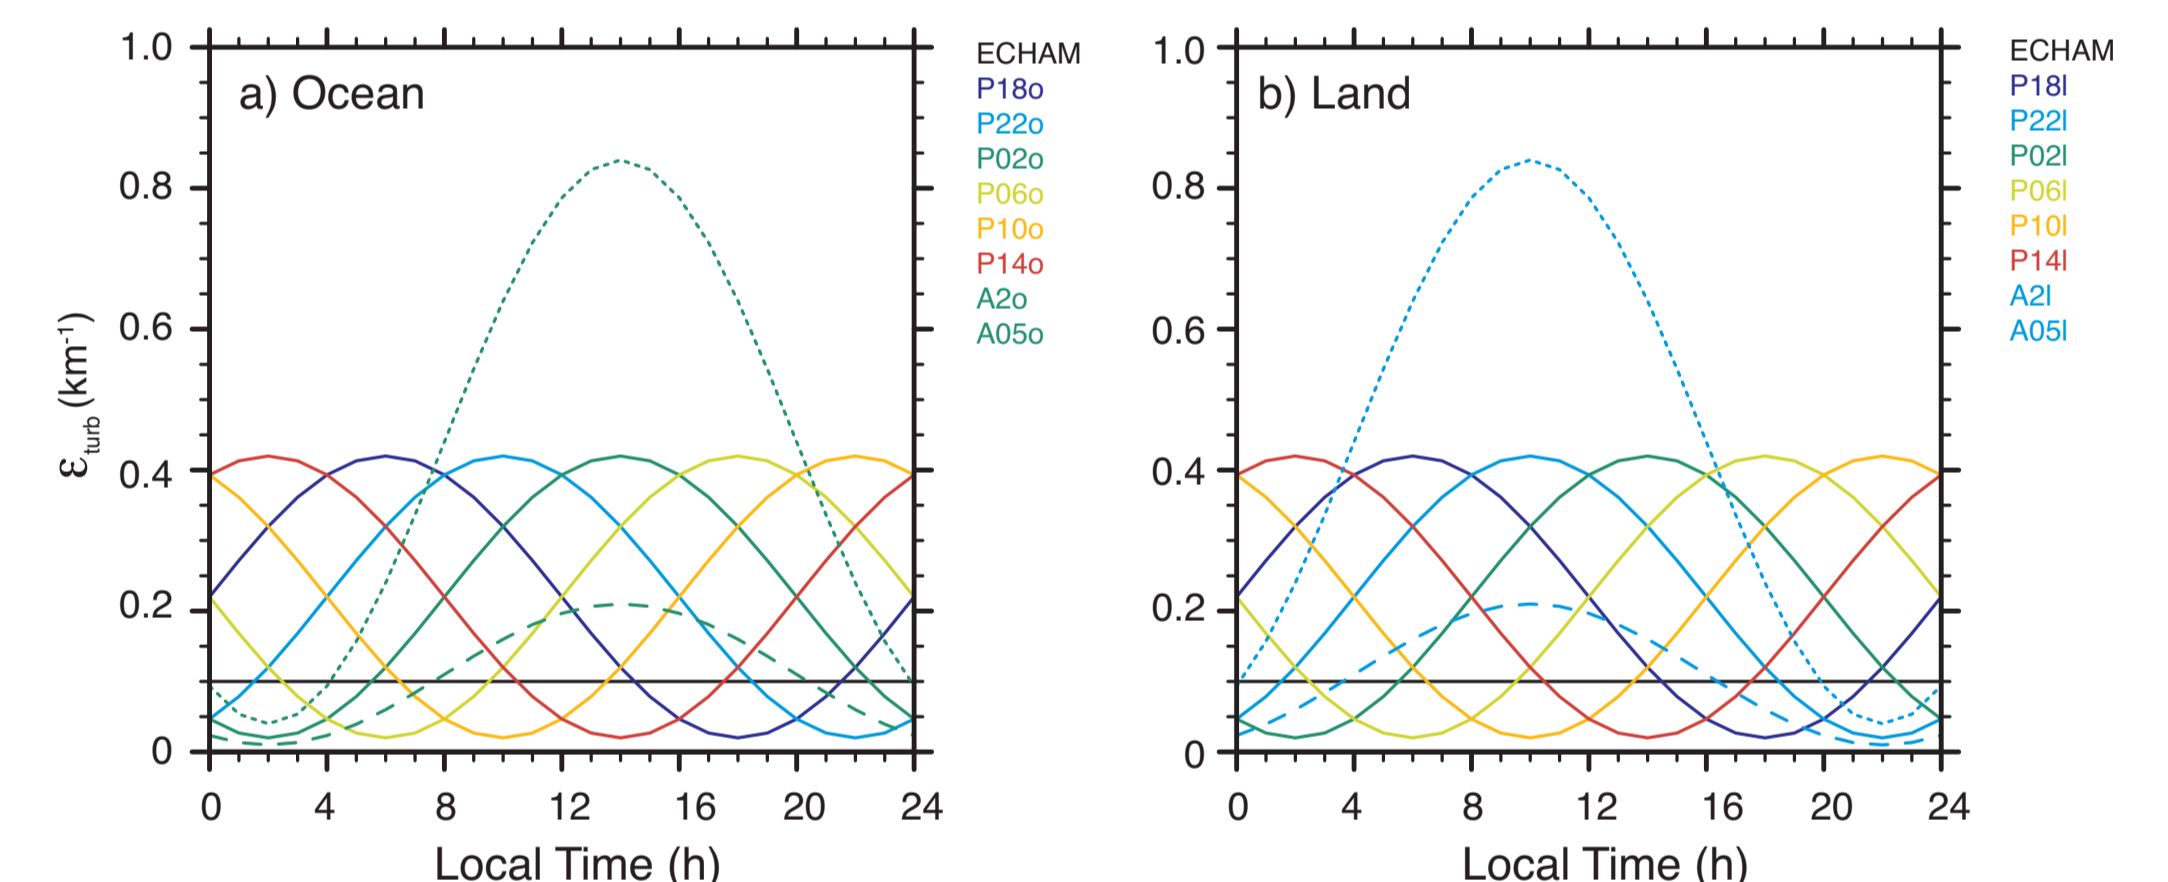 1.0
0.8
0.6
0.4
0.2
0
ε turb (km-1)
a) Ocean
0 4 8 12 16 20 24
Local Time (h)
ECHAM
P18o
P22o
P02o
P06o
P10o
P14o
A2o
A05o
1.0
0.8
0.6
0.4
0.2
0
b) Land
0 4 8 12 16 20 24
Local Time (h)
ECHAM
P18l
P22l
P02l
P06l
P10l
P14l
A2l
A05l